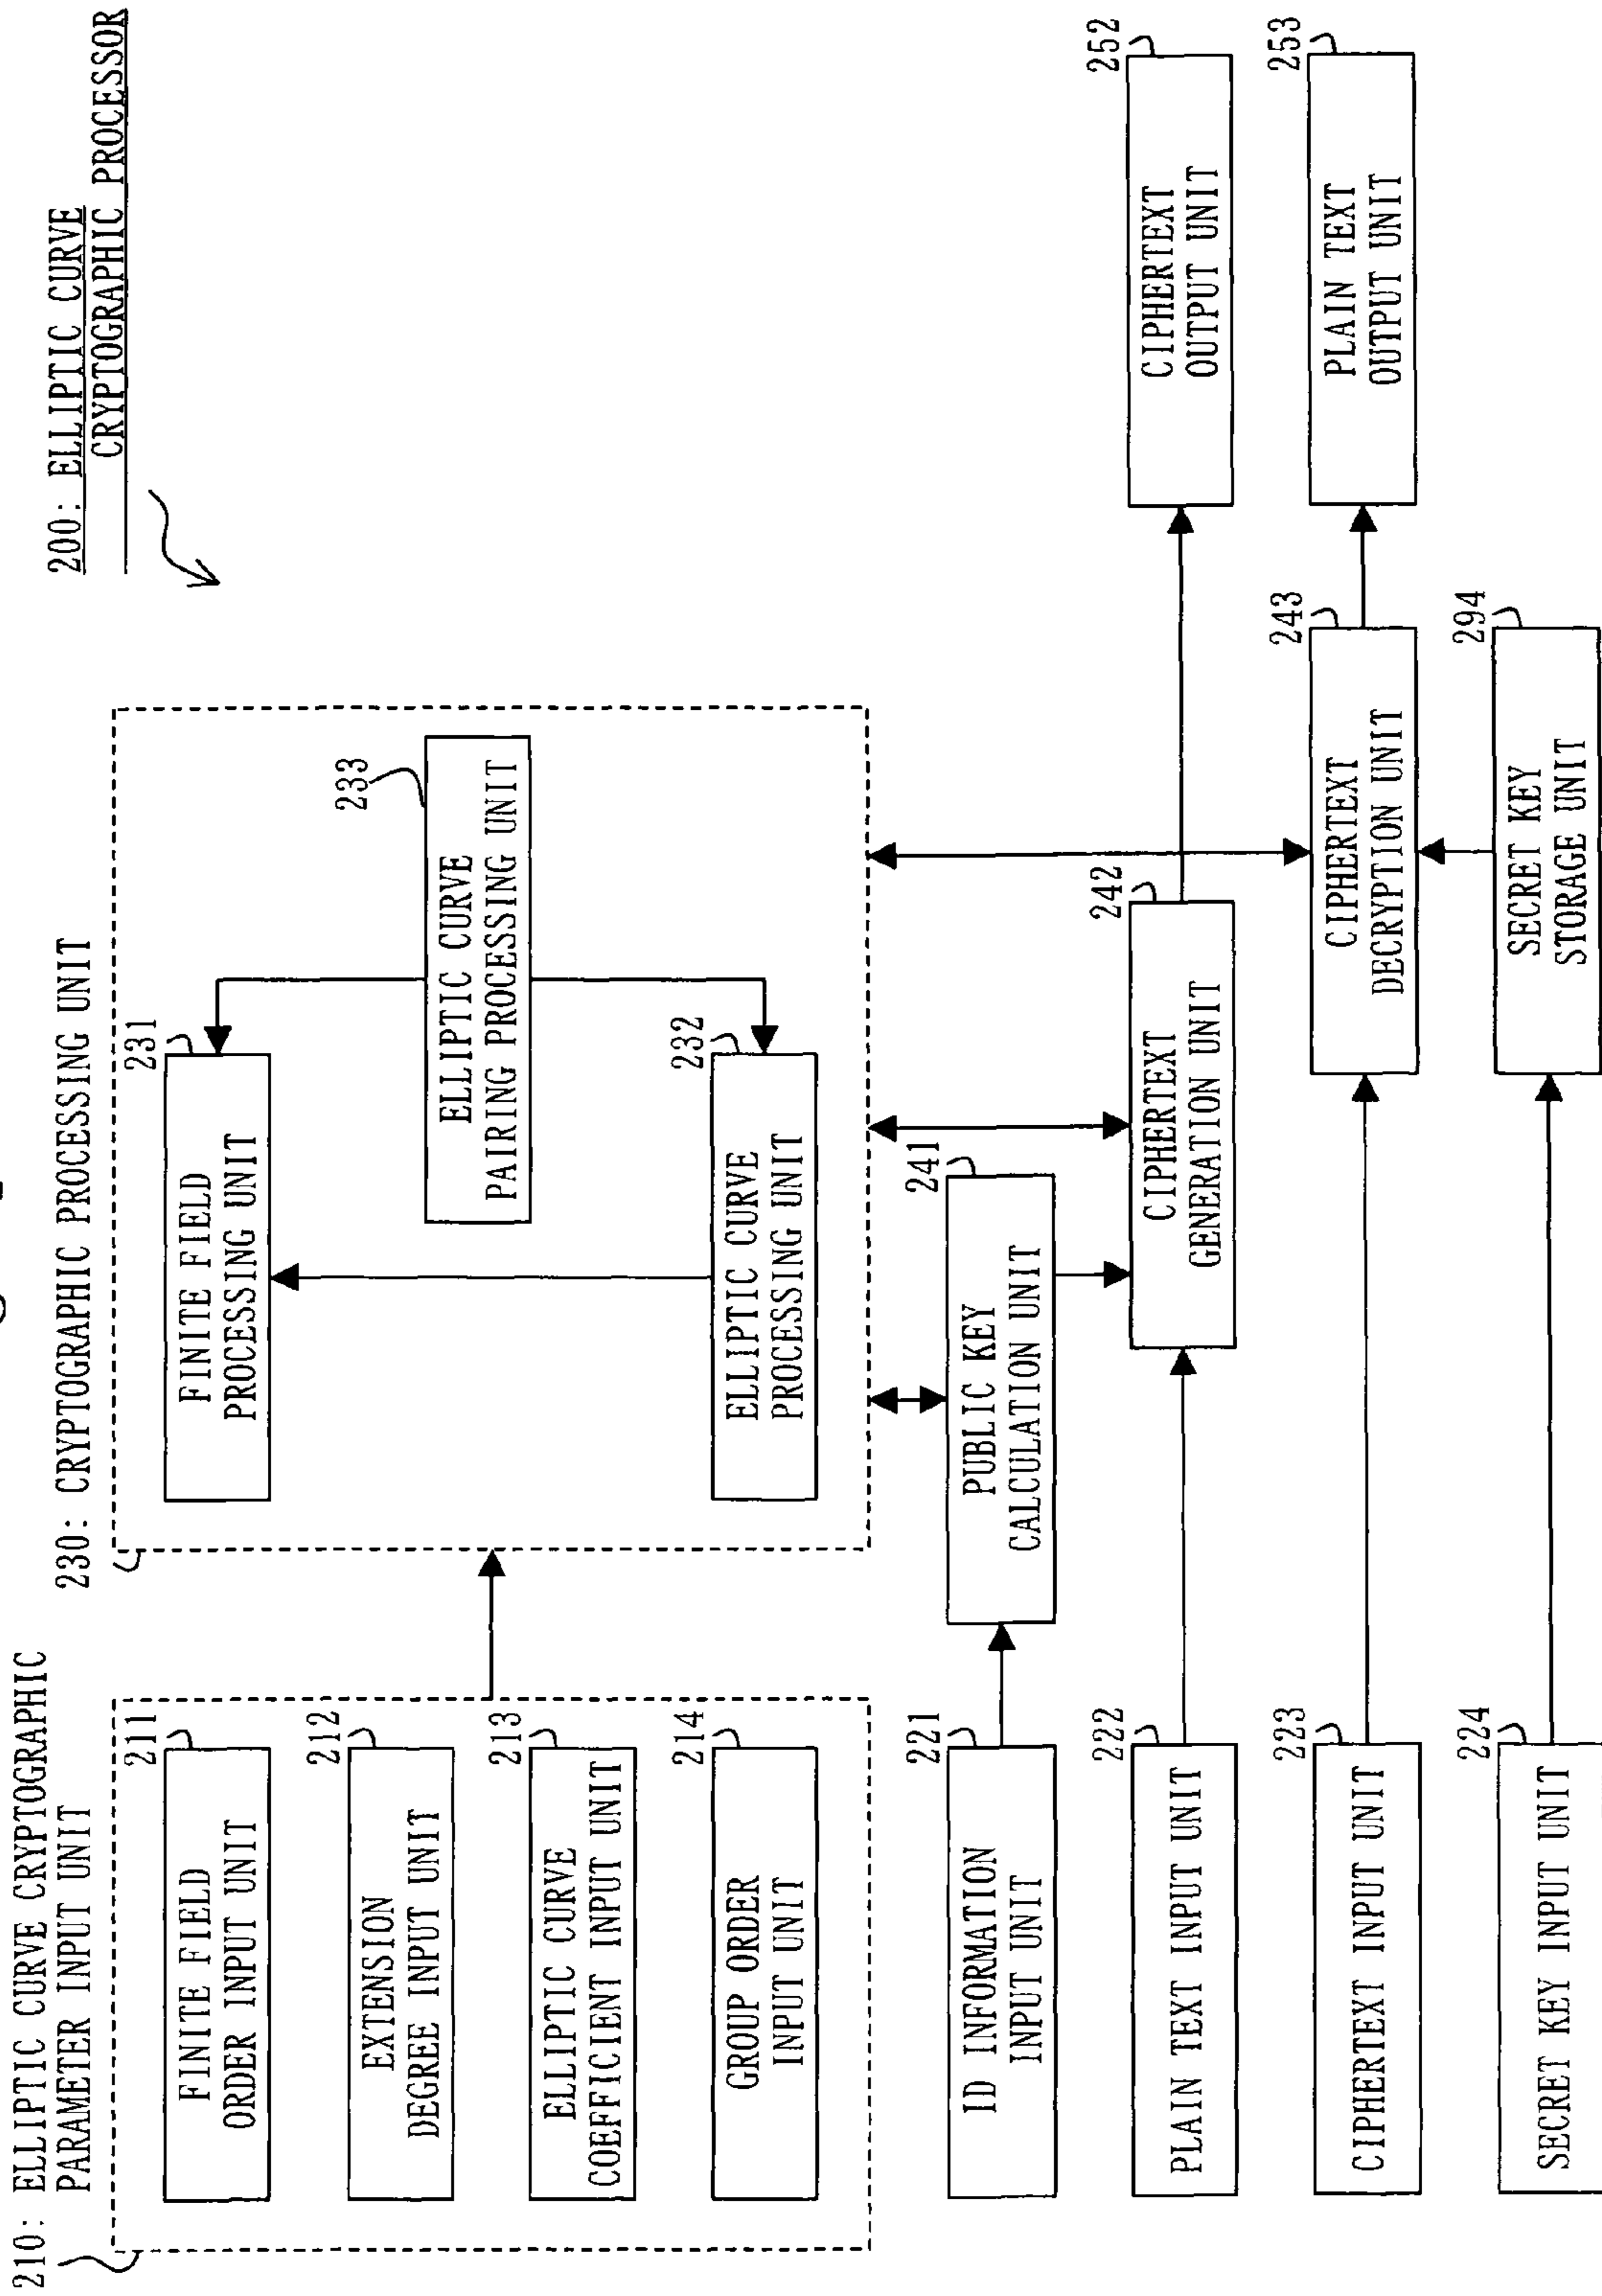 200: ELLIPTIC CURVE
CRYPTOGRAPHIC PROCESSOR
210: ELLIPTIC CURVE CRYPTOGRAPHIC
PARAMETER INPUT UNIT
211
FINITE FIELD
ORDER INPUT UNIT
212
EXTENSION
DEGREE INPUT UNIT
213
ELLIPTIC CURVE
COEFFICIENT INPUT UNIT
214
GROUP ORDER
INPUT UNIT
230: CRYPTOGRAPHIC PROCESSING UNIT
231
FINITE FIELD
PROCESSING UNIT
233
ELLIPTIC CURVE
PAIRING PROCESSING UNIT
232
ELLIPTIC CURVE
PROCESSING UNIT
221
ID INFORMATION
INPUT UNIT
241
PUBLIC KEY
CALCULATION UNIT
222
PLAIN TEXT INPUT UNIT
242
CIPHERTEXT
GENERATION UNIT
252
CIPHERTEXT
OUTPUT UNIT
223
CIPHERTEXT INPUT UNIT
243
CIPHERTEXT
DECRYPTION UNIT
253
PLAIN TEXT
OUTPUT UNIT
224
SECRET KEY INPUT UNIT
294
SECRET KEY
STORAGE UNIT